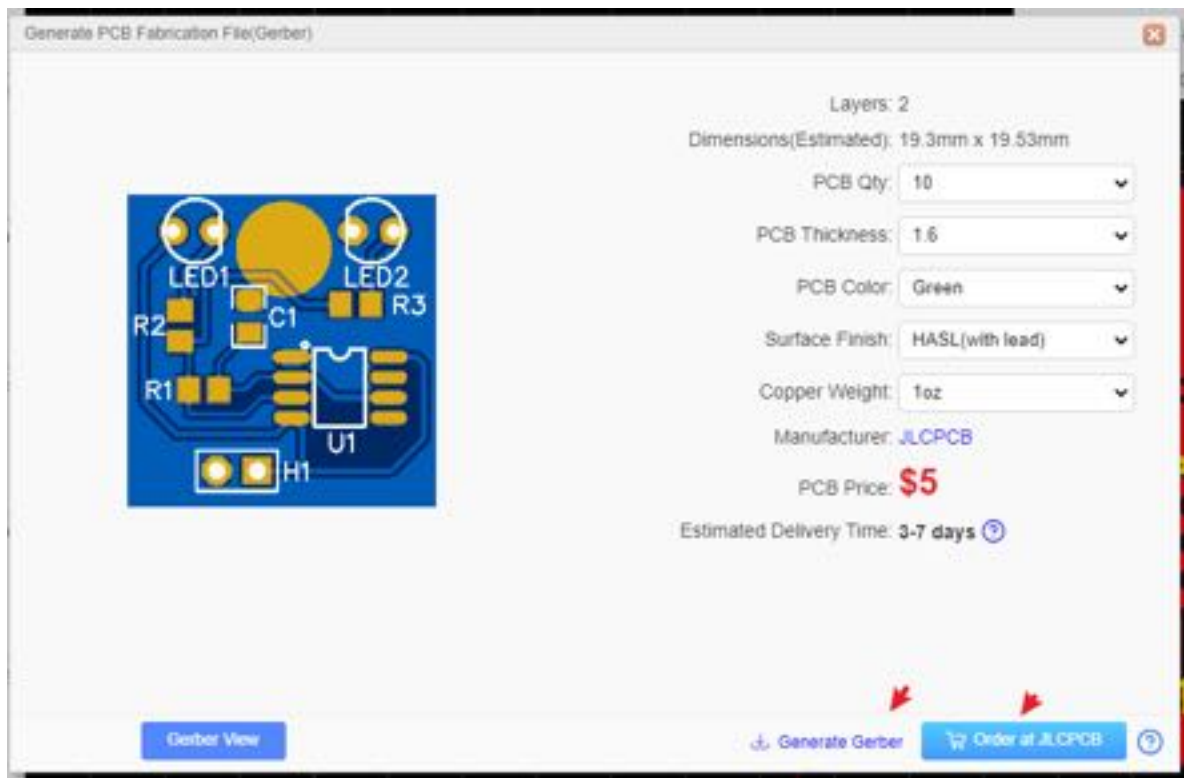 Generate PCB Fabrication File(Gerber)
Layers: 2
Dimensions(Estimated): 19.3mm x 19.53mm
PCB Qty: 10
PCB Thickness: 1.6
PCB Color: Green
Surface Finish: HASL(with lead)
Copper Weight: 1oz
Manufacturer: JLCPCB
PCB Price: $5
Estimated Delivery Time: 3-7 days ?
LED1 LED2
R2 C1 R3
R1
U1
H1
Gerber View
Generate Gerber
Order at JLCPCB ?